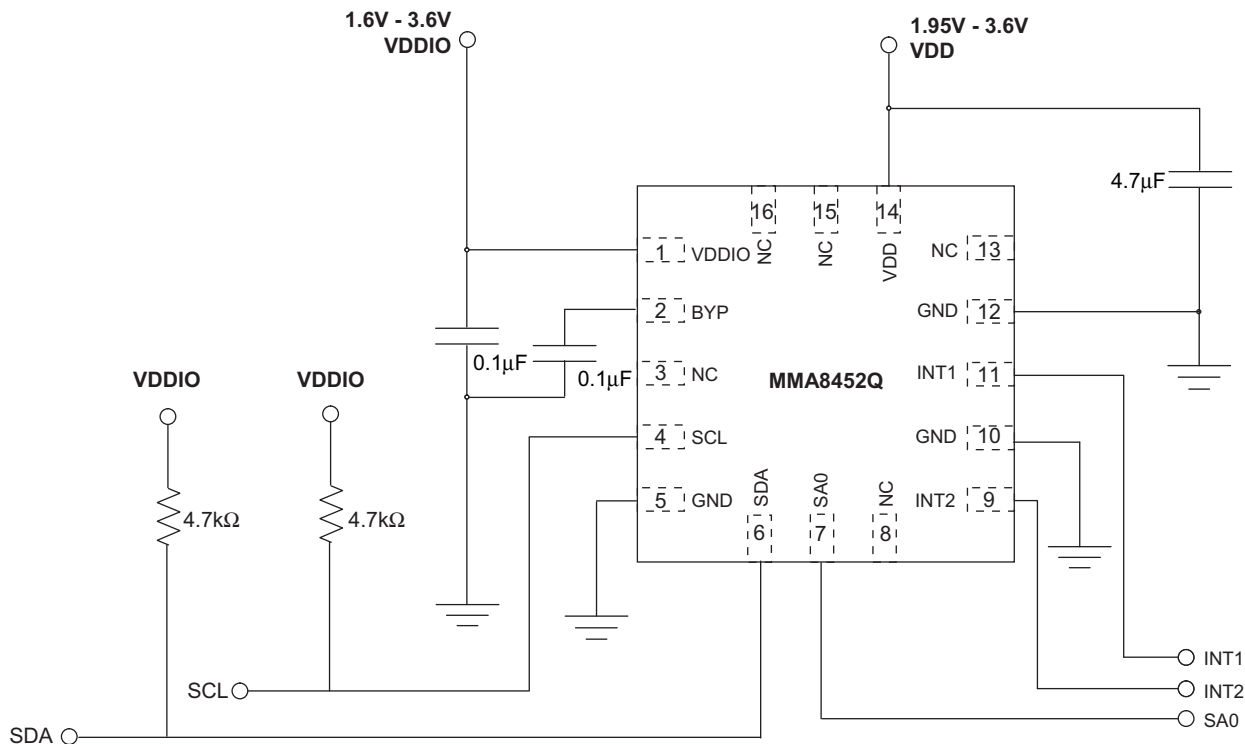 1.6V - 3.6V
VDDIO
1.95V - 3.6V
VDD
4.7μF
16
NC
15
NC
14
VDD
1
VDDIO
NC
13
2
BYP
GND
12
0.1μF
0.1μF
3
NC
MMA8452Q
INT1
11
VDDIO
VDDIO
4
SCL
GND
10
4.7kΩ
4.7kΩ
5
GND
SDA
6
SA0
7
NC
8
INT2
9
INT1
SCL
INT2
SA0
SDA